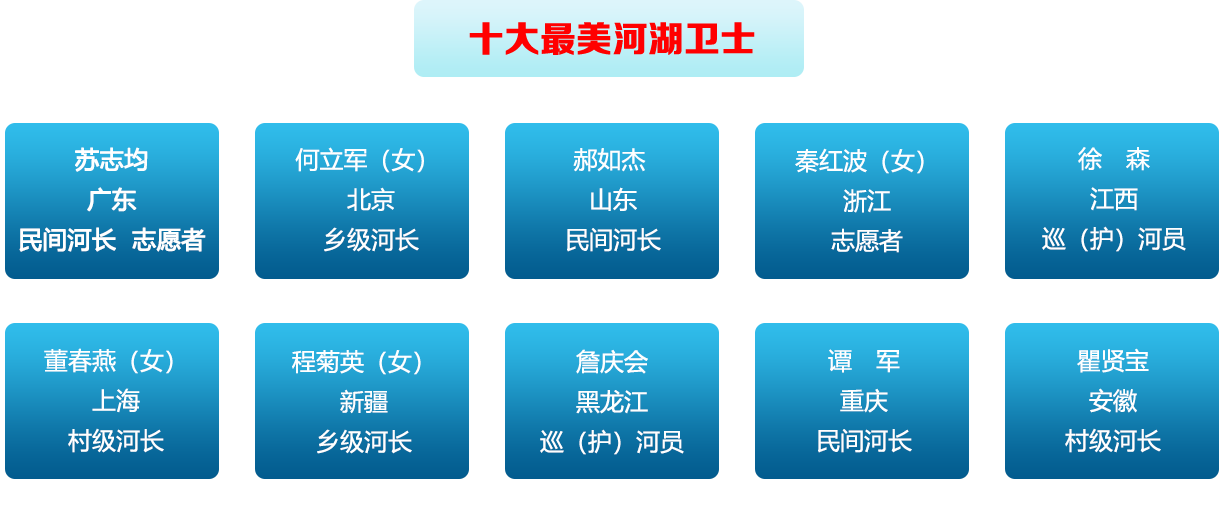 十大最美河湖卫士
苏志均
广东
民间河长 志愿者
何立军（女）
北京
乡级河长
郝如杰
山东
民间河长
秦红波（女）
浙江
志愿者
徐　森
江西
巡（护）河员
董春燕（女）
上海
村级河长
程菊英（女）
新疆
乡级河长
詹庆会
黑龙江
巡（护）河员
谭　军
重庆
民间河长
瞿贤宝
安徽
村级河长